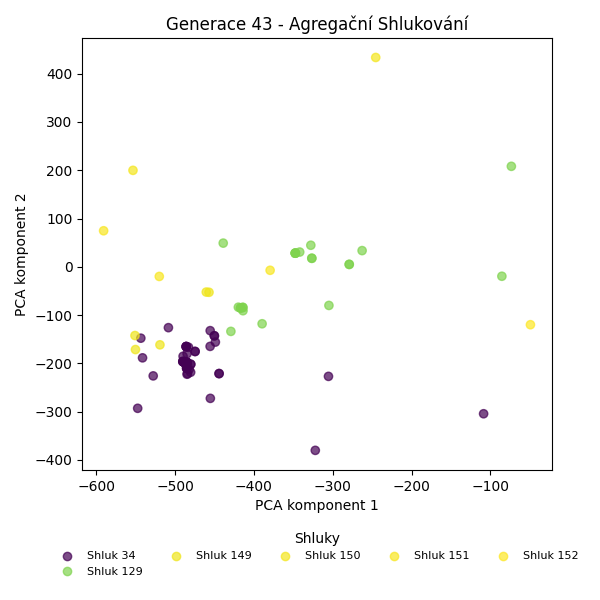 Generace 43 - Agregační Shlukování
PCA komponent 2
400
300
200
100
0
−100
−200
−300
−400
−600
−500
−400
−300
−200
−100
PCA komponent 1
Shluky
Shluk 34
Shluk 149
Shluk 150
Shluk 151
Shluk 152
Shluk 129